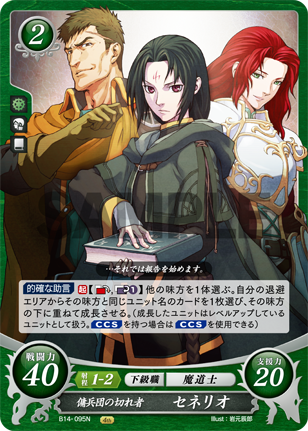 2
SAMPLE
…それでは報告を始めます。
的確な助言 起 他の味方を1体選ぶ。自分の退避
エリアからその味方と同じユニット名のカードを1枚選び、その味方
の下に重ねて成長させる。(成長したユニットはレベルアップしている
ユニットとして扱う。CCSを持つ場合はCCSを使用できる)
戦闘力
40
射程 1-2 下級職 魔道士
支援力
20
傭兵団の切れ者 セネリオ
B14-095N
Illust:岩元辰郎